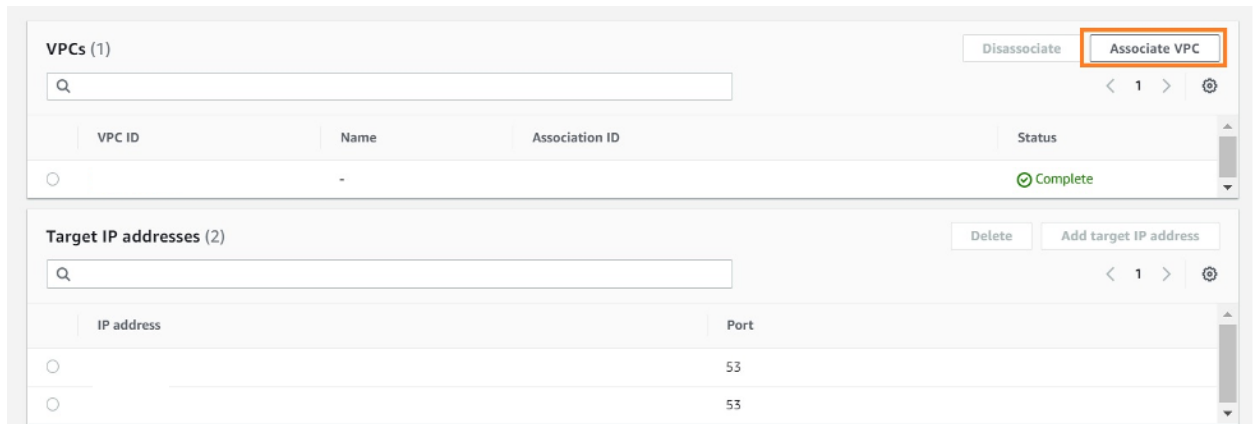 VPCs (1)
Disassociate
Associate VPC
1
VPC ID
Name
Association ID
Status
-
Complete
Target IP addresses (2)
Delete
Add target IP address
1
IP address
Port
53
53